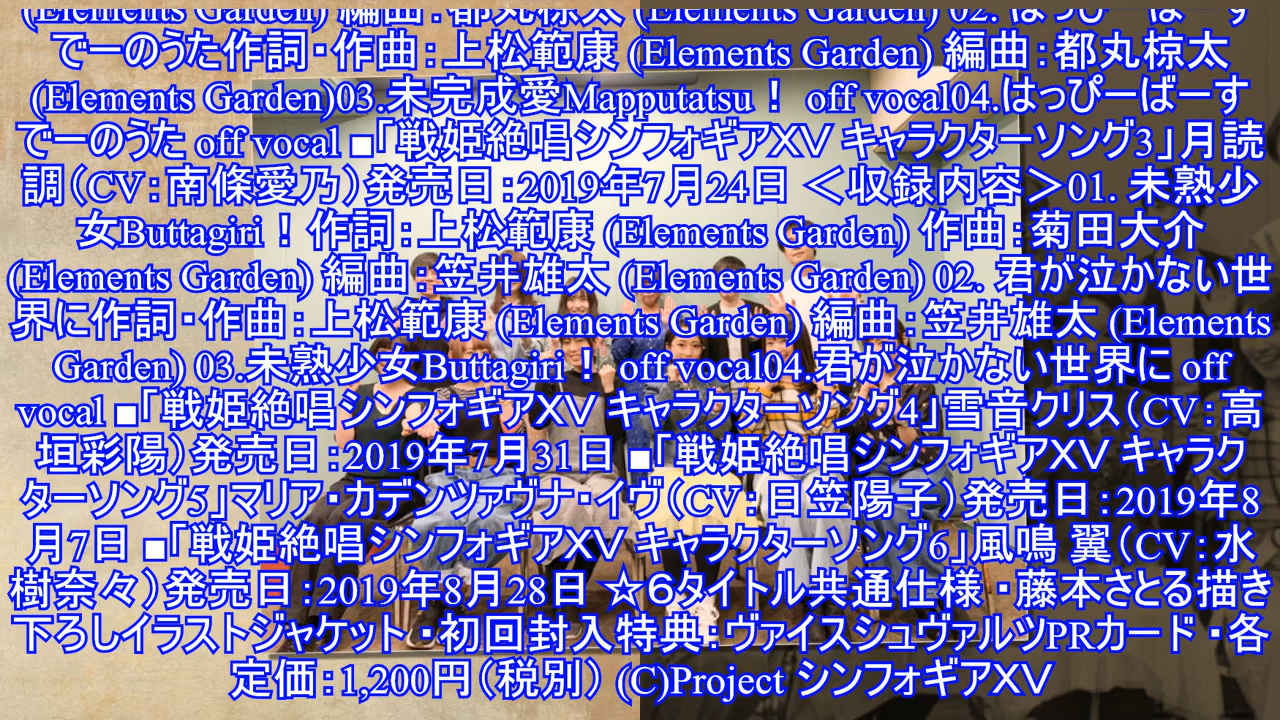 (Elements Garden) 編曲：都丸椋太 (Elements Garden) 02. はっぴーばーす
でーのうた作詞・作曲：上松範康 (Elements Garden) 編曲：都丸椋太
(Elements Garden)03.未完成愛Mapputatsu！ off vocal04.はっぴーばーす
でーのうた off vocal ■「戦姫絶唱シンフォギアXV キャラクターソング3」月読
調（CV：南條愛乃）発売日：2019年7月24日 ＜収録内容＞01. 未熟少
女Buttagiri！ 作詞：上松範康 (Elements Garden) 作曲：菊田大介
(Elements Garden) 編曲：笠井雄太 (Elements Garden) 02. 君が泣かない世
界に作詞・作曲：上松範康 (Elements Garden) 編曲：笠井雄太 (Elements
Garden) 03.未熟少女Buttagiri！ off vocal04.君が泣かない世界に off
vocal ■「戦姫絶唱シンフォギアXV キャラクターソング4」雪音クリス（CV：高
垣彩陽）発売日：2019年7月31日 ■「戦姫絶唱シンフォギアXV キャラク
ターソング5」マリア・カデンツァヴナ・イヴ（CV：日笠陽子）発売日：2019年8
月7日 ■「戦姫絶唱シンフォギアXV キャラクターソング6」風鳴 翼（CV：水
樹奈々）発売日：2019年8月28日 ☆６タイトル共通仕様 ・藤本さとる描き
下ろしイラストジャケット ・初回封入特典：ヴァイスシュヴァルツPRカード ・各
定価：1,200円（税別） (C)Project シンフォギアXV